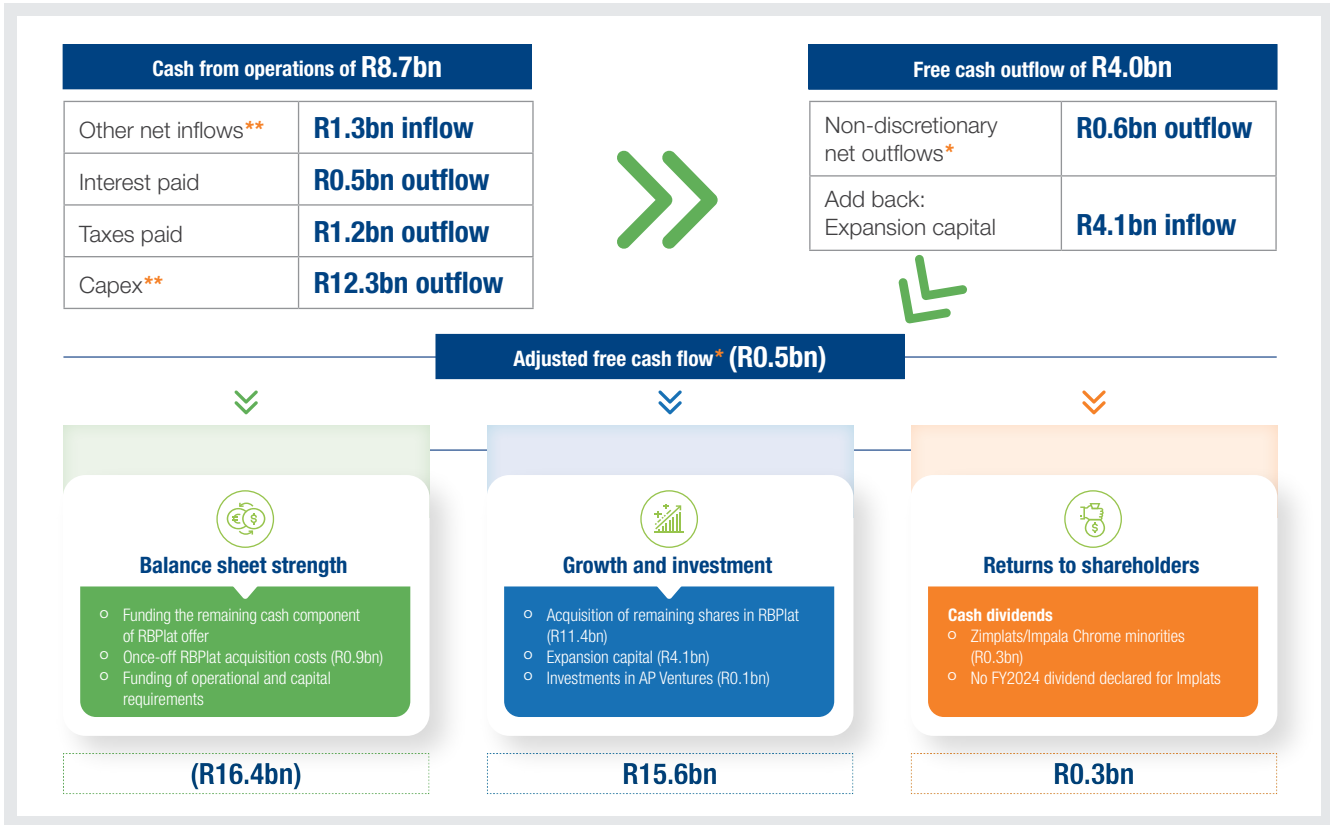 Cash from operations of R8.7bn
Other net inflows** R1.3bn inflow
Interest paid R0.5bn outflow
Taxes paid R1.2bn outflow
Capex** R12.3bn outflow
Free cash outflow of R4.0bn
Non-discretionary R0.6bn outflow
net outflows*
Add back:
Expansion capital R4.1bn inflow
Adjusted free cash flow* (R0.5bn)
Balance sheet strength
o Funding the remaining cash component
of RBPlat offer
o Once-off RBPlat acquisition costs (R0.9bn)
o Funding of operational and capital
requirements
(R16.4bn)
Growth and investment
o Acquisition of remaining shares in RBPlat
(R11.4bn)
o Expansion capital (R4.1bn)
o Investments in AP Ventures (R0.1bn)
R15.6bn
Returns to shareholders
Cash dividends
o Zimplats/Impala Chrome minorities
(R0.3bn)
o No FY2024 dividend declared for Implats
R0.3bn